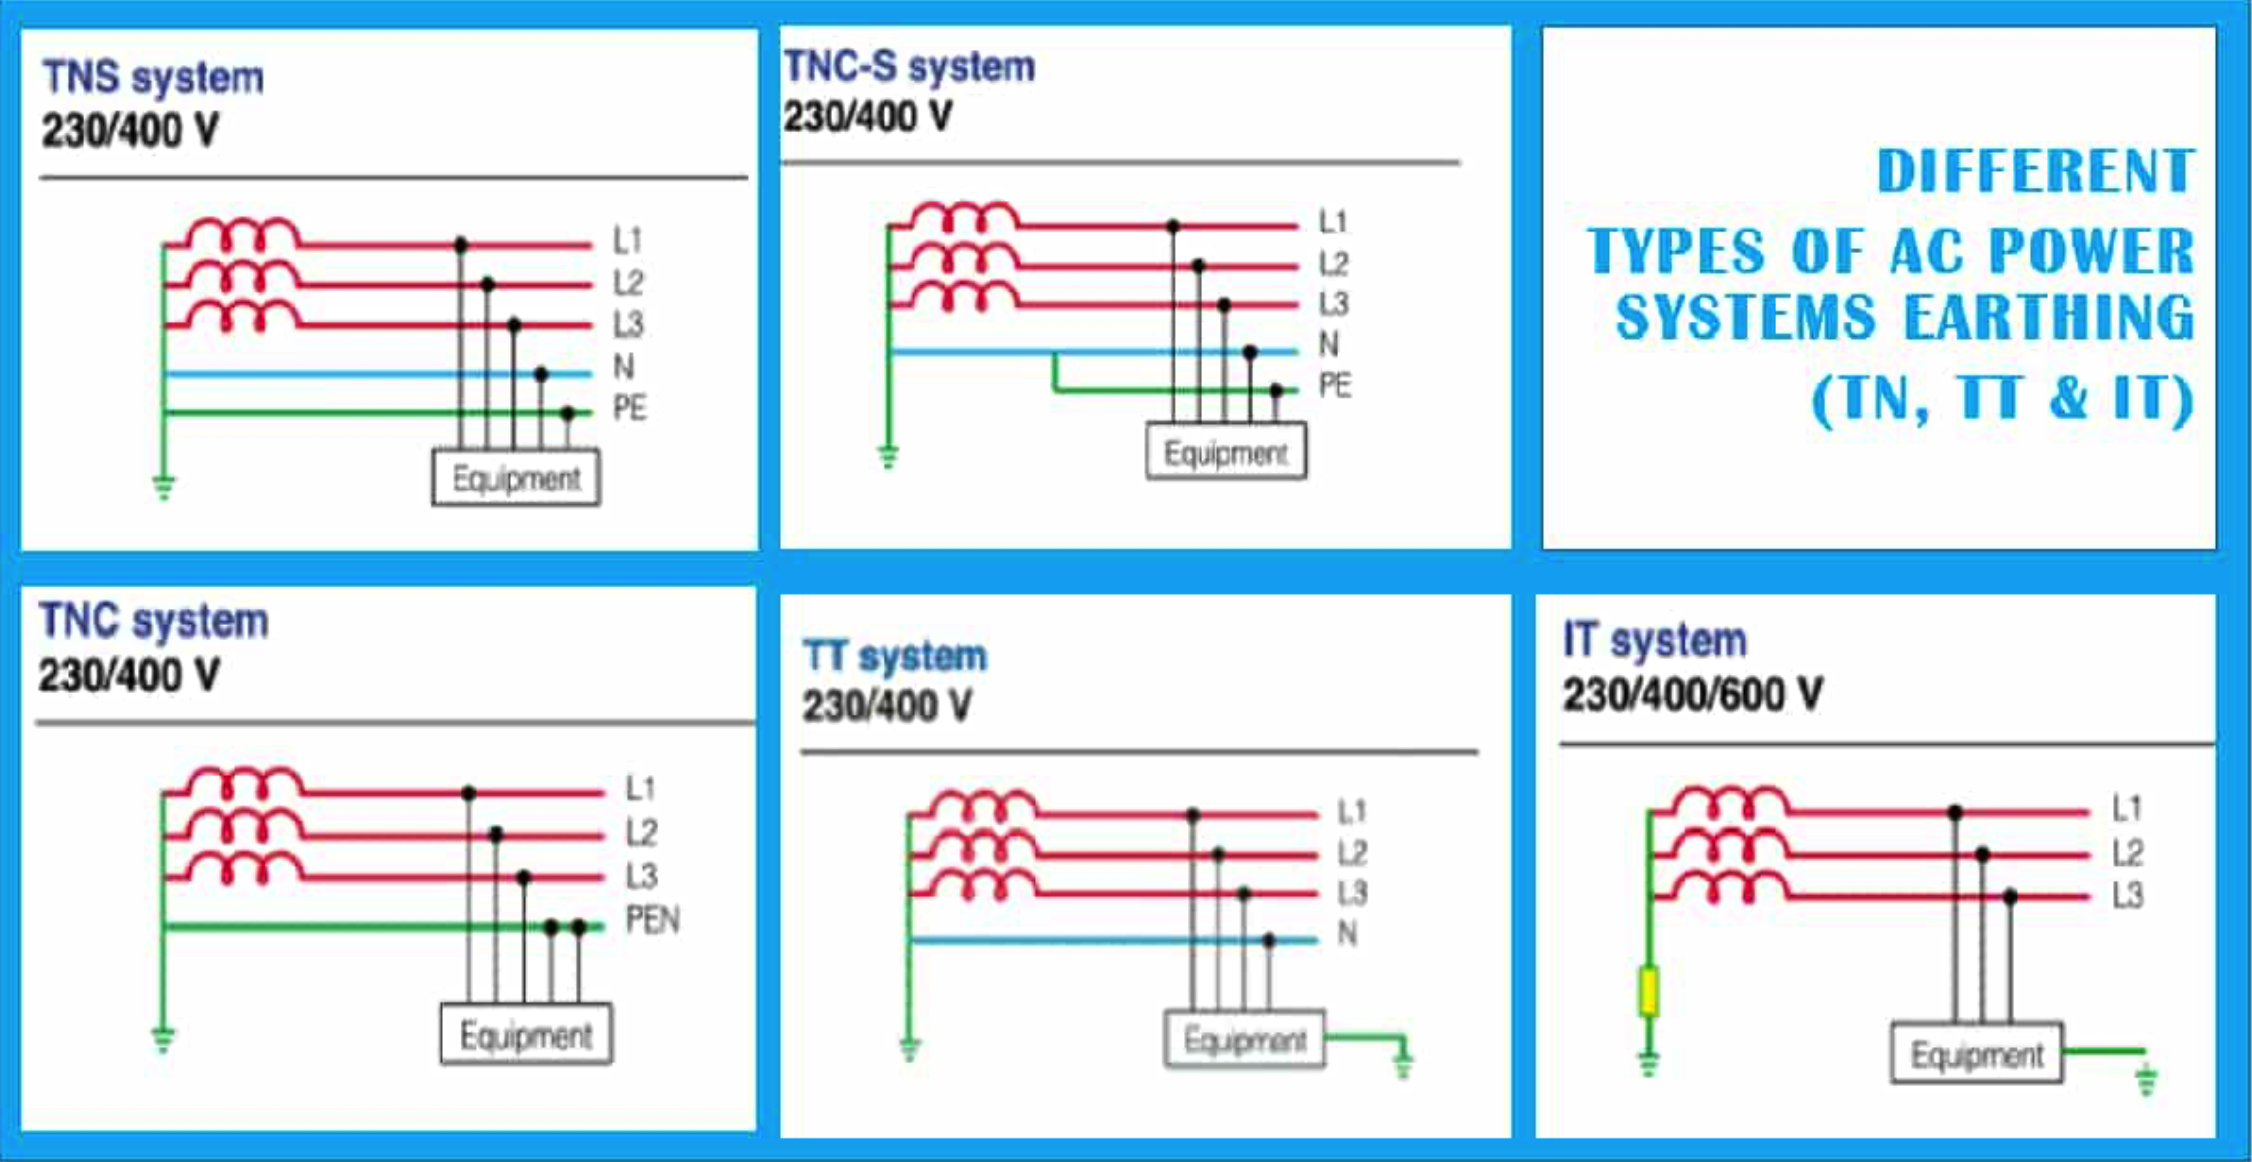 TNS system
230/400 V
L1
L2
L3
N
PE
Equipment
TNC-S system
230/400 V
L1
L2
L3
N
PE
Equipment
DIFFERENT
TYPES OF AC POWER
SYSTEMS EARTHING
(TN, TT & IT)
TNC system
230/400 V
L1
L2
L3
PEN
Equipment
TT system
230/400 V
L1
L2
L3
N
Equipment
IT system
230/400/600 V
L1
L2
L3
Equipment